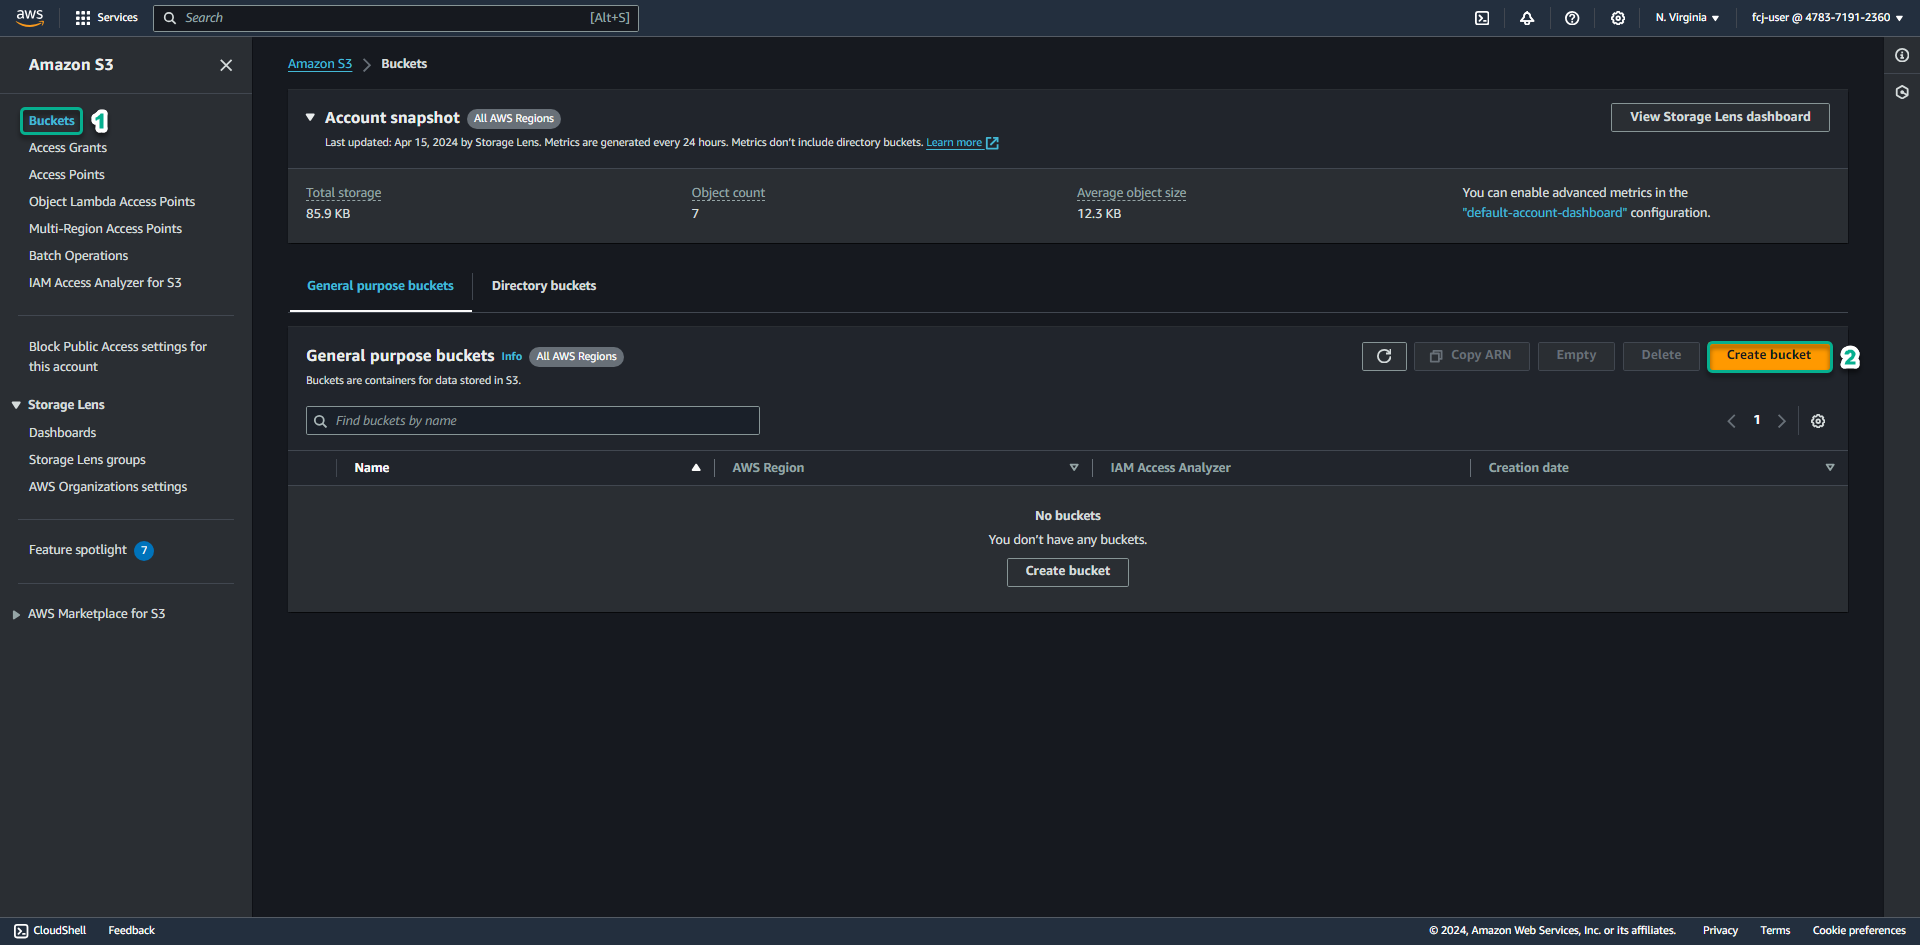 aws Services Search [Alt+S] N. Virginia fcj-user @ 4783-7191-2360
Amazon S3
Buckets 1
Access Grants
Access Points
Object Lambda Access Points
Multi-Region Access Points
Batch Operations
IAM Access Analyzer for S3
Block Public Access settings for
this account
Storage Lens
Dashboards
Storage Lens groups
AWS Organizations settings
Feature spotlight 7
AWS Marketplace for S3
Amazon S3 Buckets
Account snapshot All AWS Regions View Storage Lens dashboard
Last updated: Apr 15, 2024 by Storage Lens. Metrics are generated every 24 hours. Metrics don't include directory buckets. Learn more
Total storage Object count Average object size You can enable advanced metrics in the
85.9 KB 7 12.3 KB "default-account-dashboard" configuration.
General purpose buckets Directory buckets
General purpose buckets Info All AWS Regions Copy ARN Empty Delete Create bucket 2
Buckets are containers for data stored in S3.
Find buckets by name 1
Name AWS Region IAM Access Analyzer Creation date
No buckets
You don't have any buckets.
Create bucket
CloudShell Feedback © 2024, Amazon Web Services, Inc. or its affiliates. Privacy Terms Cookie preferences